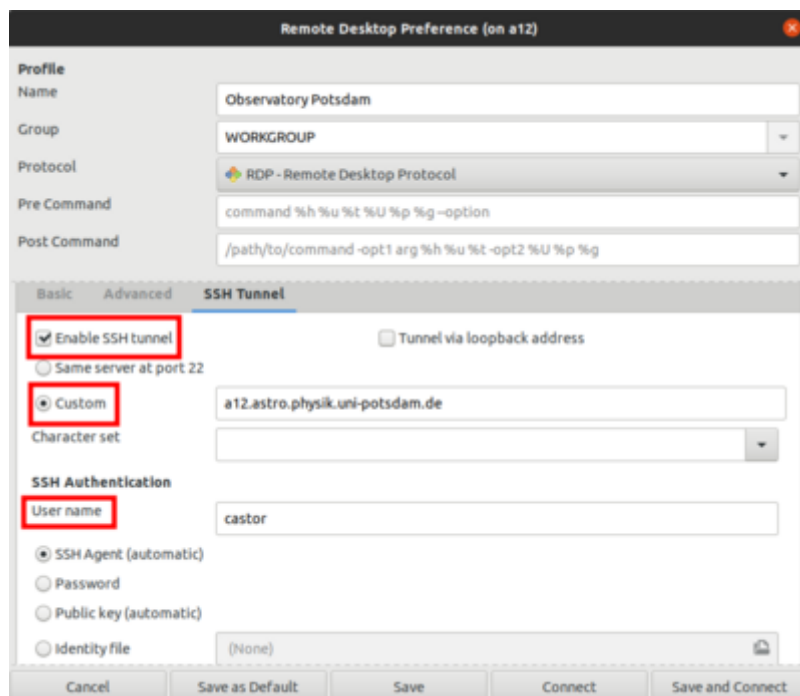 Remote Desktop Preference (on a12)
Profile
Name
Observatory Potsdam
Group
WORKGROUP
Protocol
RDP - Remote Desktop Protocol
Pre Command
command %h %u %t %U %p %g --option
Post Command
/path/to/command -opt1 arg %h %u %t -opt2 %U %p %g
Basic Advanced SSH Tunnel
Enable SSH tunnel Tunnel via loopback address
Same server at port 22
Custom a12.astro.physik.uni-potsdam.de
Character set
SSH Authentication
User name
castor
SSH Agent (automatic)
Password
Public key (automatic)
Identity file (None)
Cancel Save as Default Save Connect Save and Connect